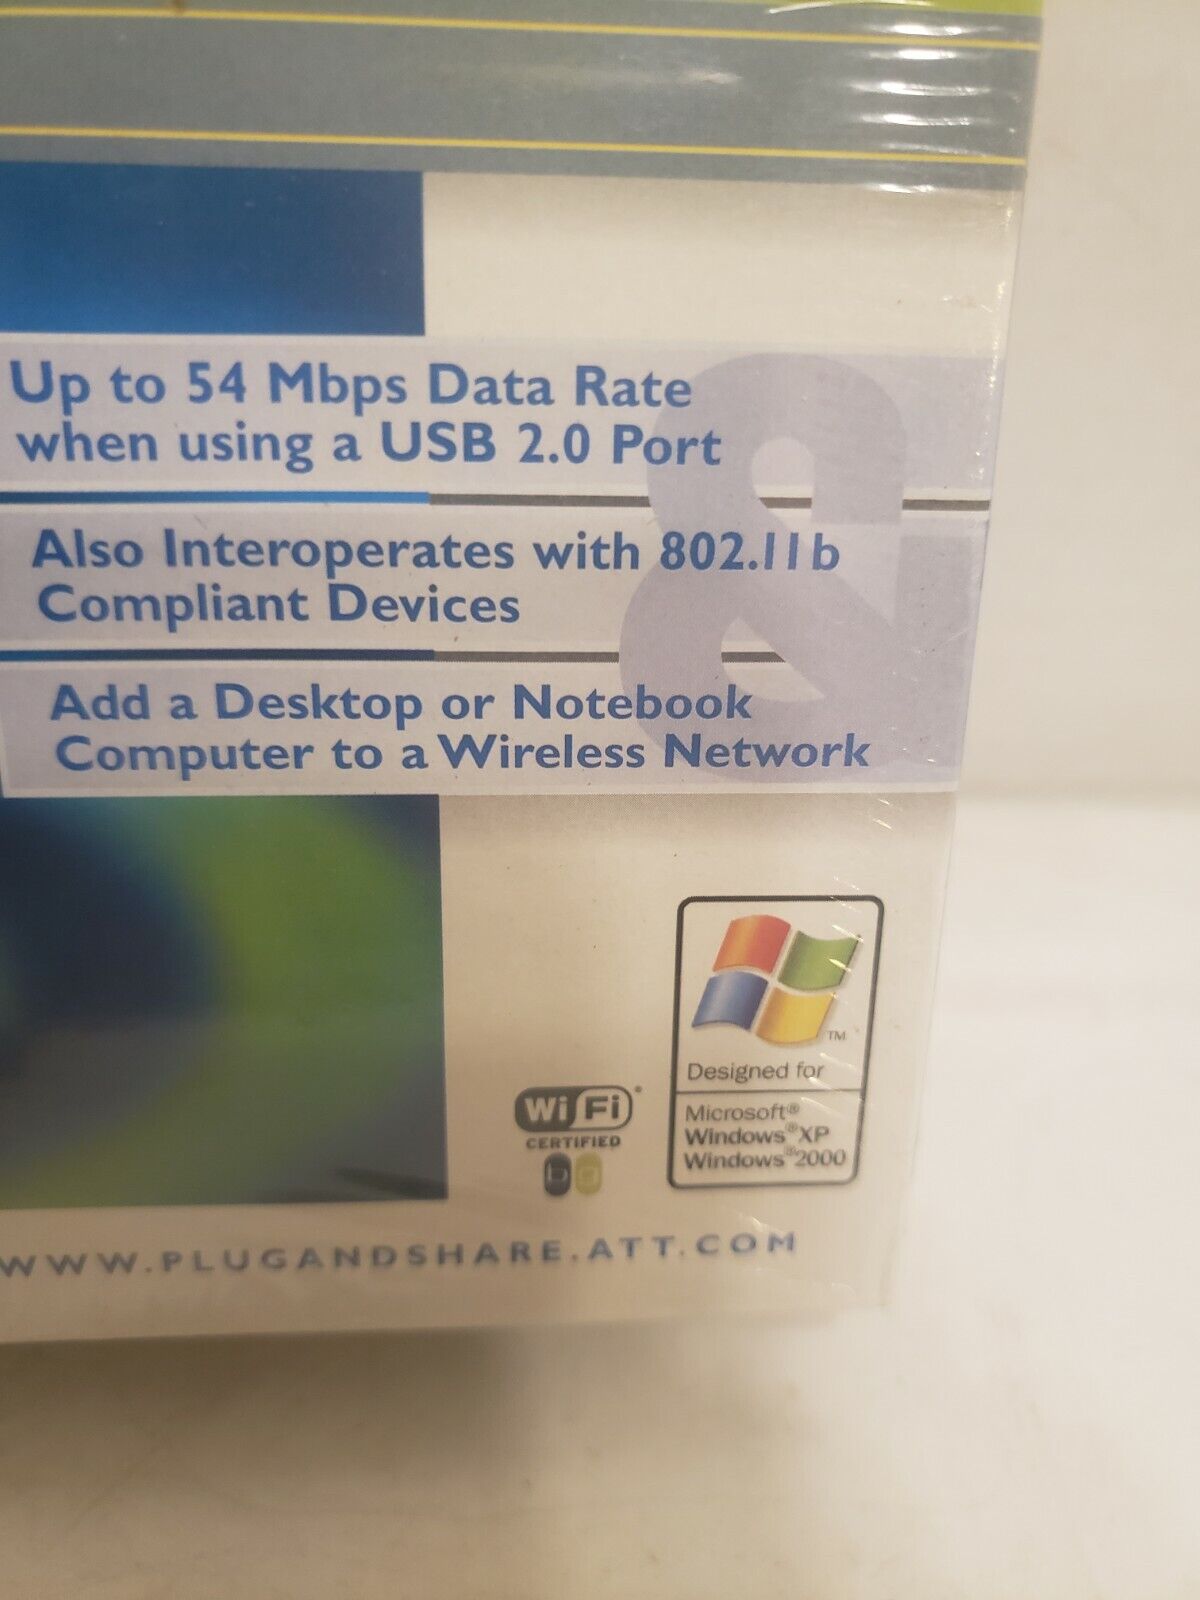 Up to 54 Mbps Data Rate
when using a USB 2.0 Port
&
Also Interoperates with 802.11b
Compliant Devices
Add a Desktop or Notebook
Computer to a Wireless Network
TM
Designed for
Microsoft®
Windows® XP
Windows® 2000
Wi Fi®
CERTIFIED
b g
WWW.PLUGANDSHARE.ATT.COM